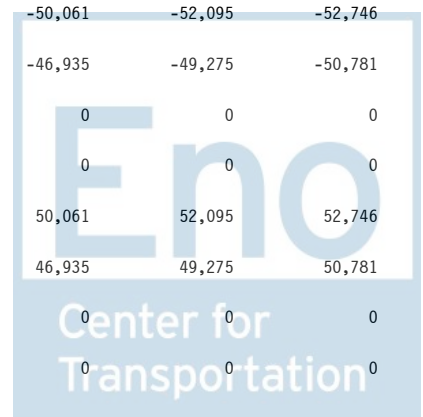 -50,061 -52,095 -52,746
-46,935 -49,275 -50,781
0 0 0
0 0 0
Eno
50,061 52,095 52,746
46,935 49,275 50,781
0 0 0
Center for
0 0 0
Transportation